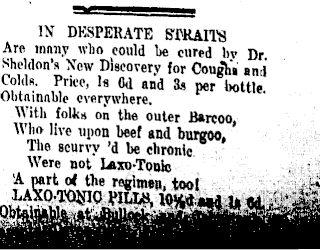 IN DESPERATE STRAITS
Are many who could be cured by Dr.
Sheldon's New Discovery for Coughs and
Colds. Price, 1s 6d and 3s per bottle.
Obtainable everywhere.
With folks on the outer Barcoo,
Who live upon beef and burgoo,
The scurvy 'd be chronic
Were not Laxo-Tonic
A part of the regimen, too!
LAXO-TONIC PILLS, 10½d and 1s 6d.
Obtainable at